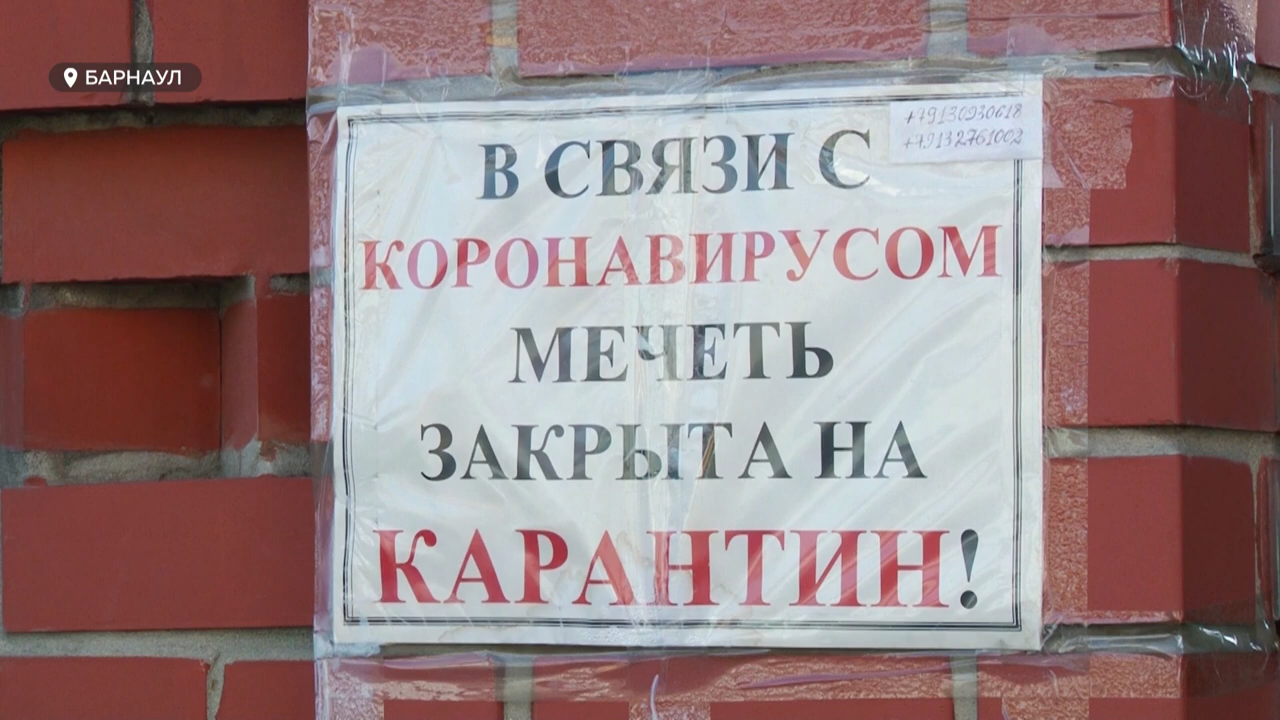 БАРНАУЛ
+79130930618
+79132761002
В СВЯЗИ С
КОРОНАВИРУСОМ
МЕЧЕТЬ
ЗАКРЫТА НА
КАРАНТИН!